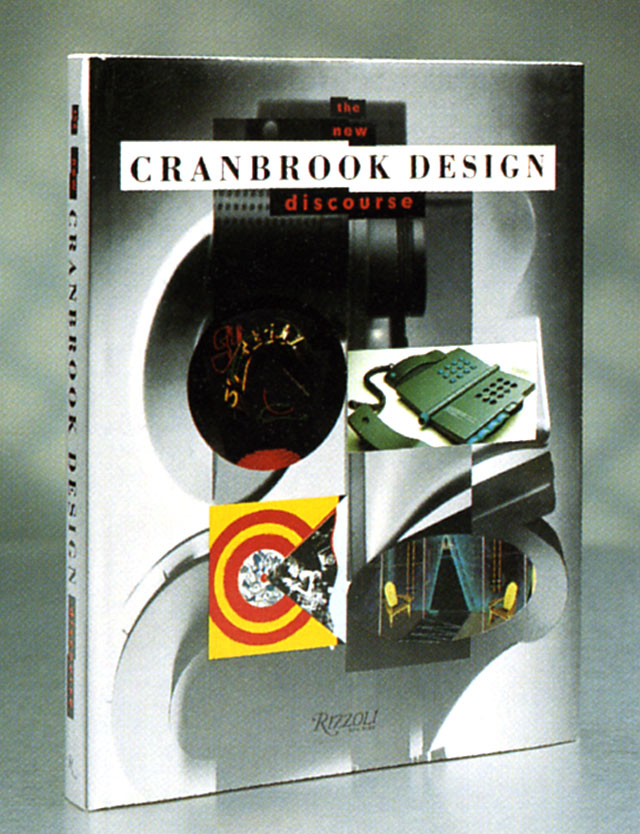 the
new
CRANBROOK DESIGN
discourse
RIZZOLI
CRANBROOK DESIGN